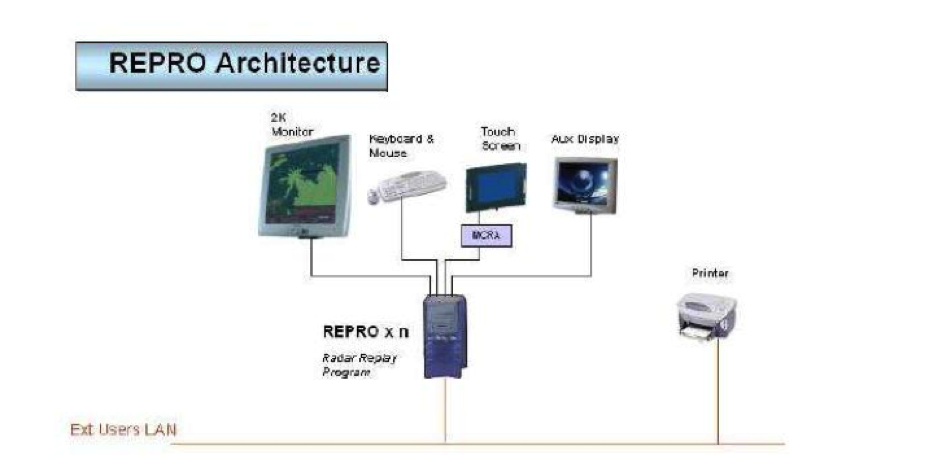 REPRO Architecture
2K
Monitor
Keyboard &
Mouse
Touch
Screen
Aux Display
MCRA
Printer
REPRO x n
Radar Replay
Program
Ext Users LAN